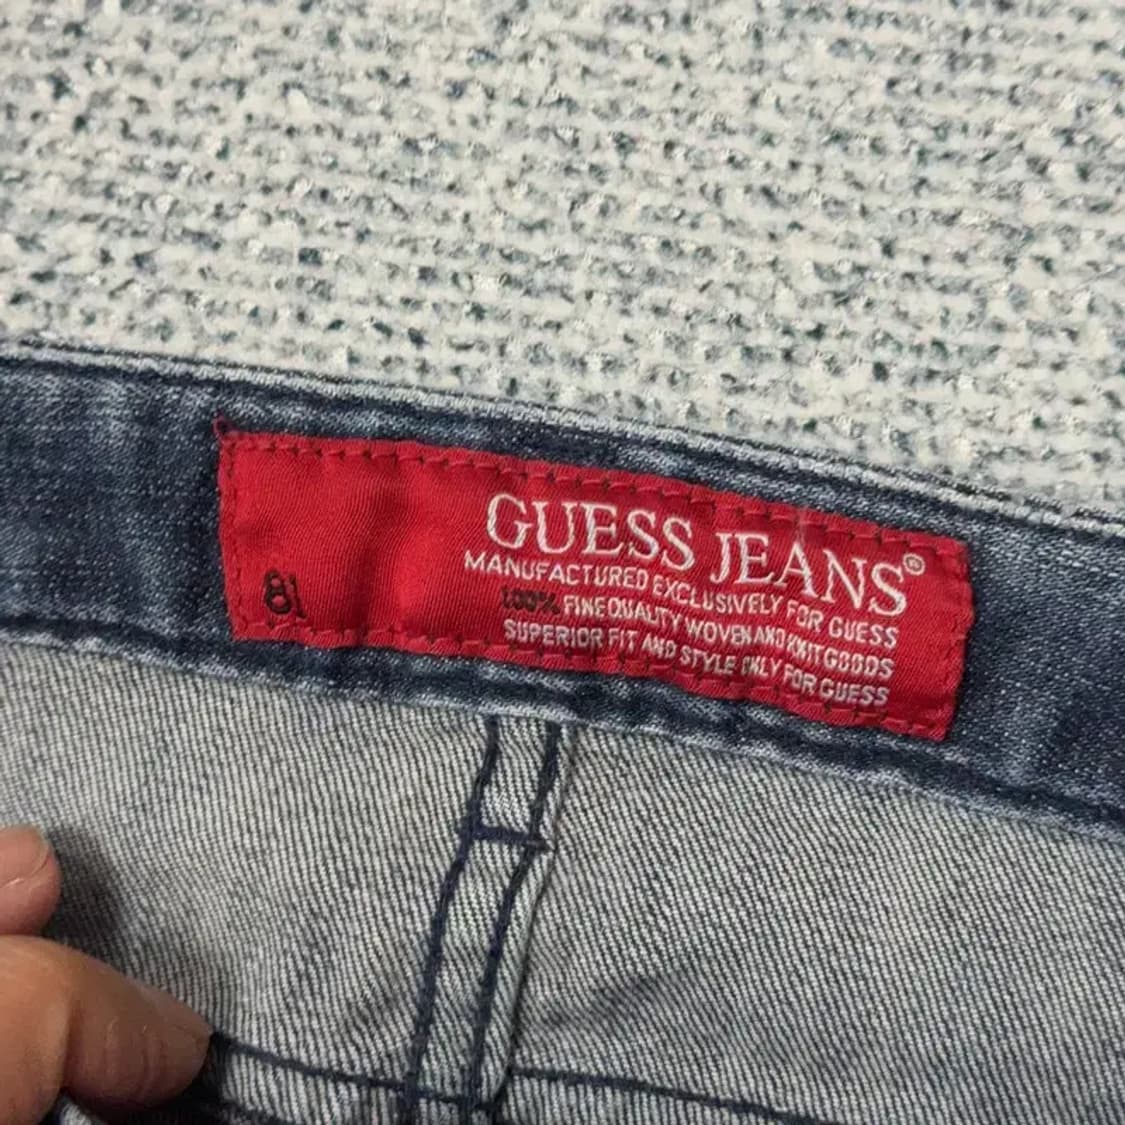 GUESS JEANS®
MANUFACTURED EXCLUSIVELY FOR GUESS
100% FINE QUALITY WOVEN AND KNIT GOODS
SUPERIOR FIT AND STYLE ONLY FOR GUESS
81